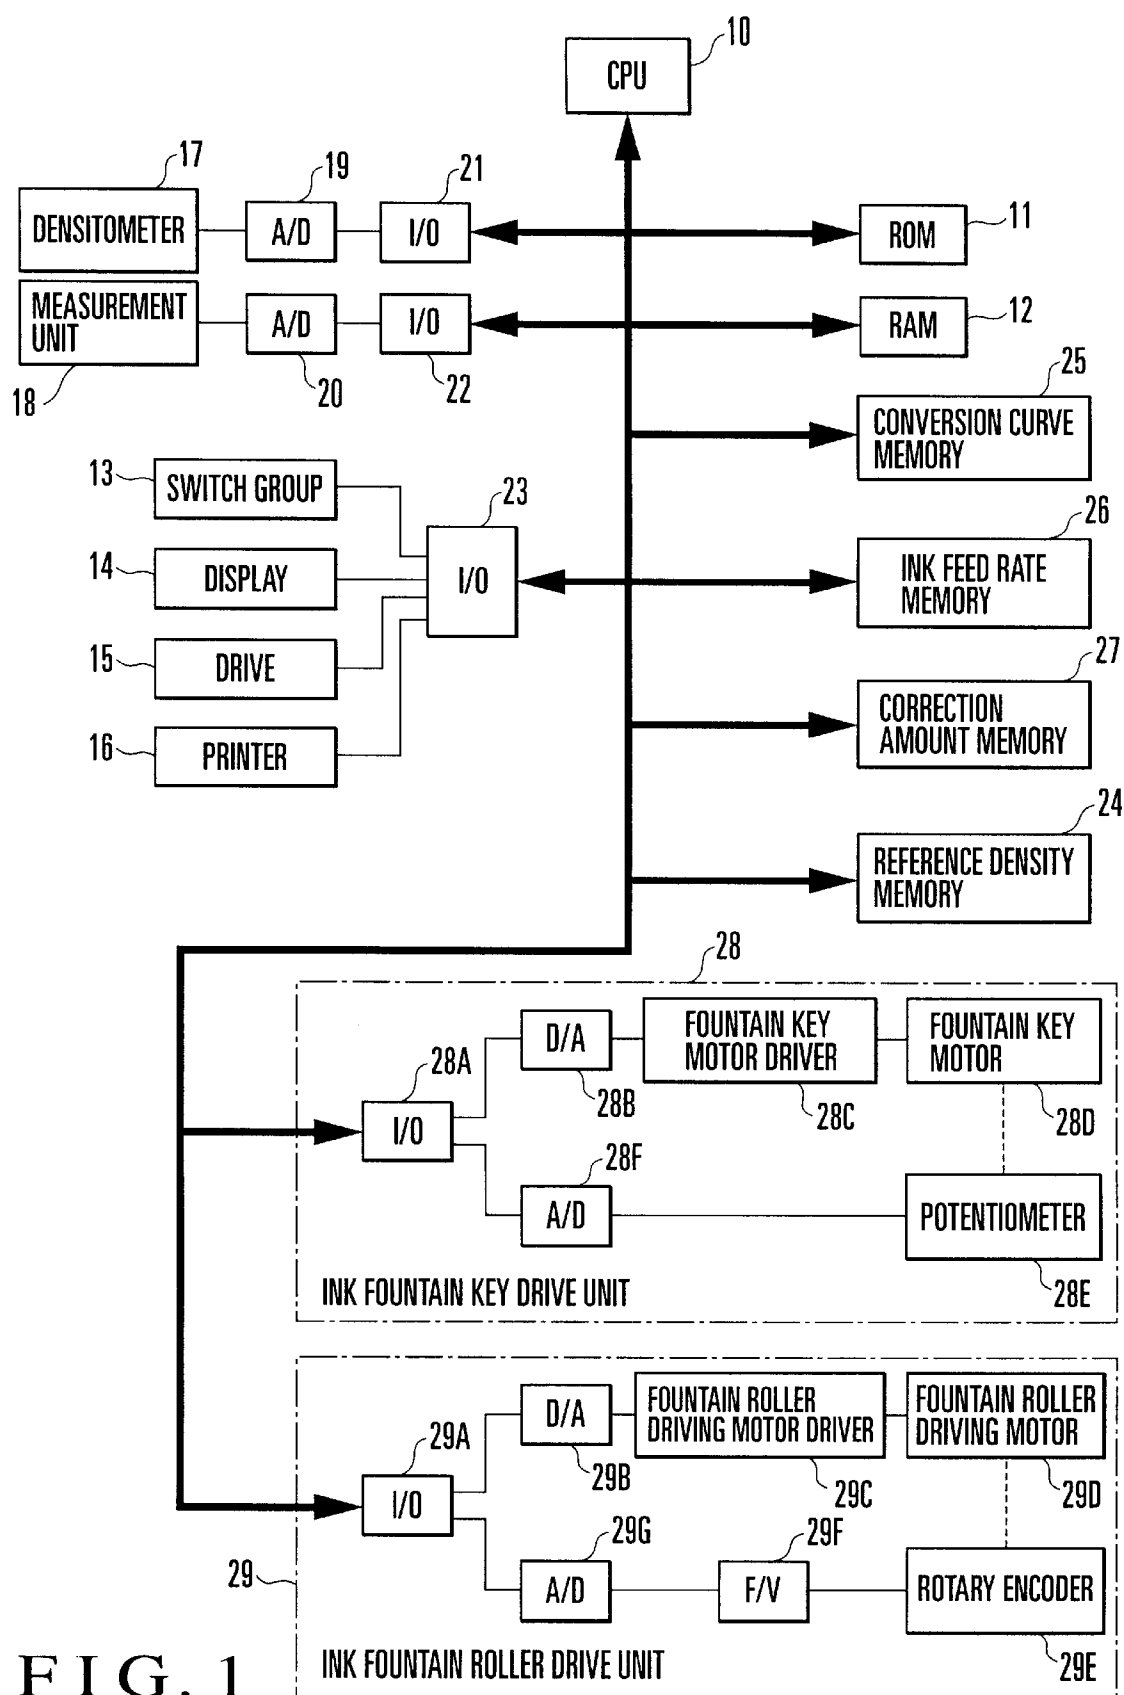 10
CPU
17
19
21
DENSITOMETER
A/D
I/O
11
ROM
MEASUREMENT
UNIT
A/D
I/O
12
RAM
18
20
22
25
CONVERSION CURVE
MEMORY
13
SWITCH GROUP
23
14
DISPLAY
I/O
26
INK FEED RATE
MEMORY
15
DRIVE
27
CORRECTION
AMOUNT MEMORY
16
PRINTER
24
REFERENCE DENSITY
MEMORY
28
28A
I/O
D/A
28B
FOUNTAIN KEY
MOTOR DRIVER
28C
FOUNTAIN KEY
MOTOR
28D
28F
A/D
POTENTIOMETER
28E
INK FOUNTAIN KEY DRIVE UNIT
29A
I/O
D/A
29B
FOUNTAIN ROLLER
DRIVING MOTOR DRIVER
29C
FOUNTAIN ROLLER
DRIVING MOTOR
29D
29G
A/D
29F
F/V
ROTARY ENCODER
29E
29
INK FOUNTAIN ROLLER DRIVE UNIT
FIG. 1